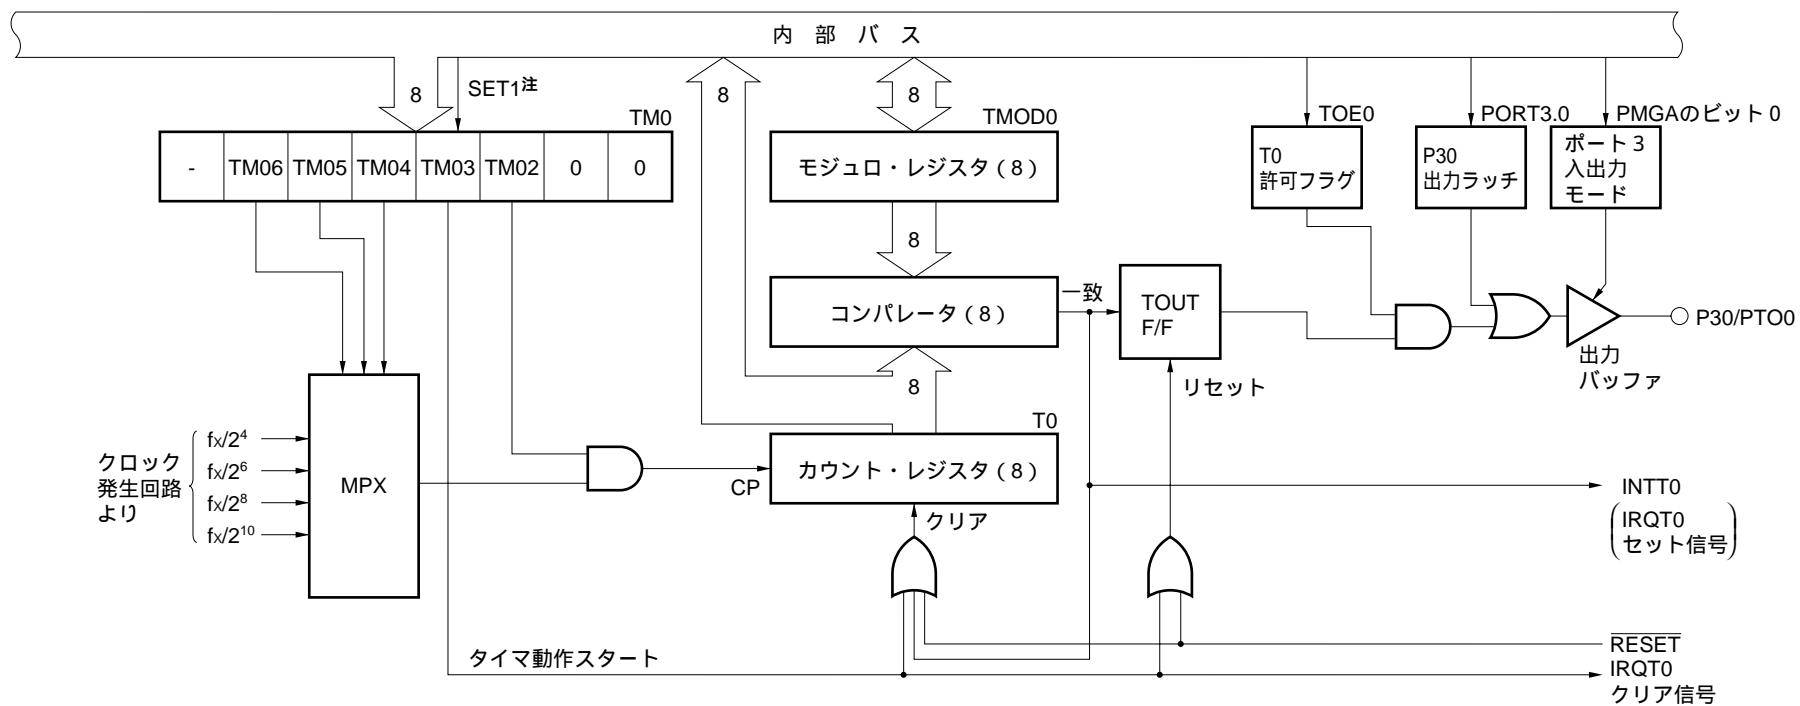 内 部 バ ス
8
SET1注
TM0
8
8
TMOD0
TOE0
PORT3.0
PMGAのビット0
-
TM06
TM05
TM04
TM03
TM02
0
0
モジュロ・レジスタ(8)
T0
許可フラグ
P30
出力ラッチ
ポート3
入出力
モード
8
コンパレータ(8)
一致
TOUT
F/F
P30/PTO0
出力
バッファ
8
リセット
T0
クロック
発生回路
より
fX/2⁴
fX/2⁶
fX/2⁸
fX/2¹⁰
MPX
CP
カウント・レジスタ(8)
クリア
INTT0
(IRQT0
セット信号)
RESET
タイマ動作スタート
IRQT0
クリア信号